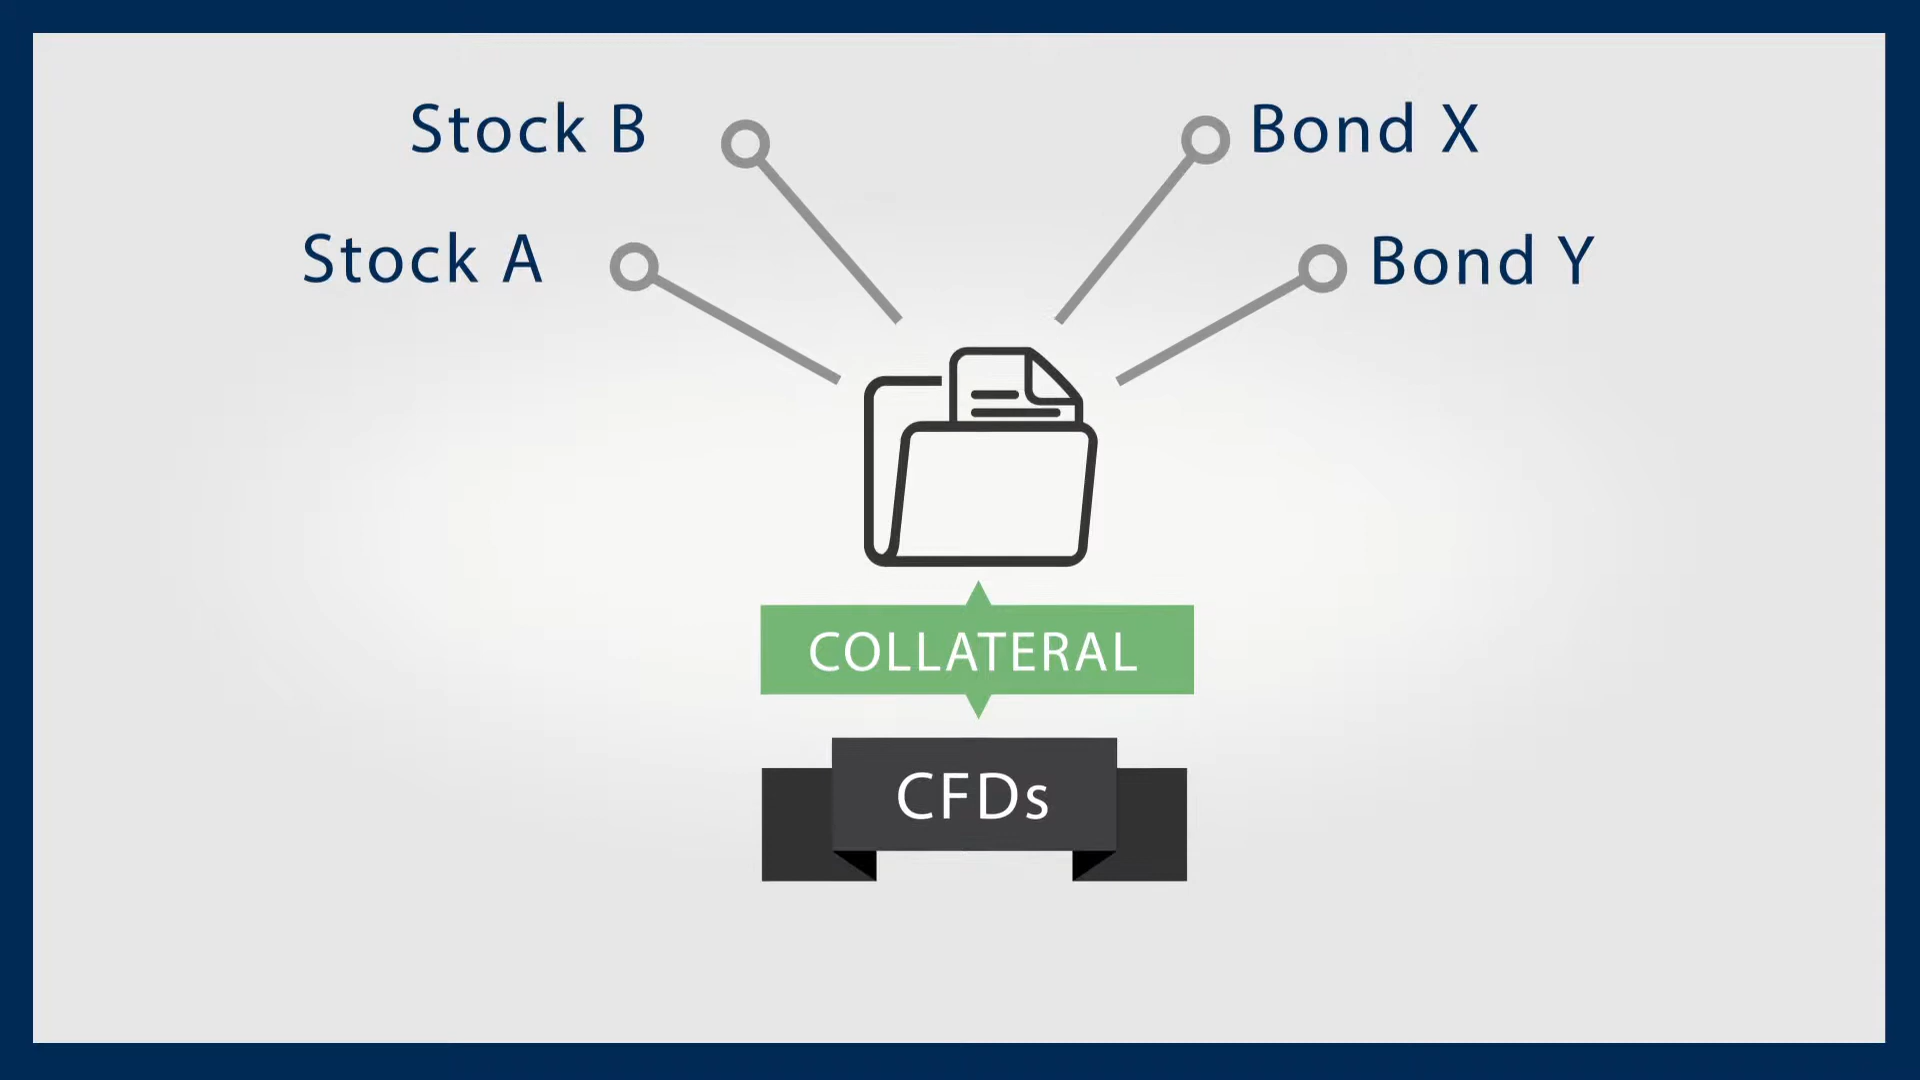 Stock B
Bond X
Stock A
Bond Y
COLLATERAL
CFDs